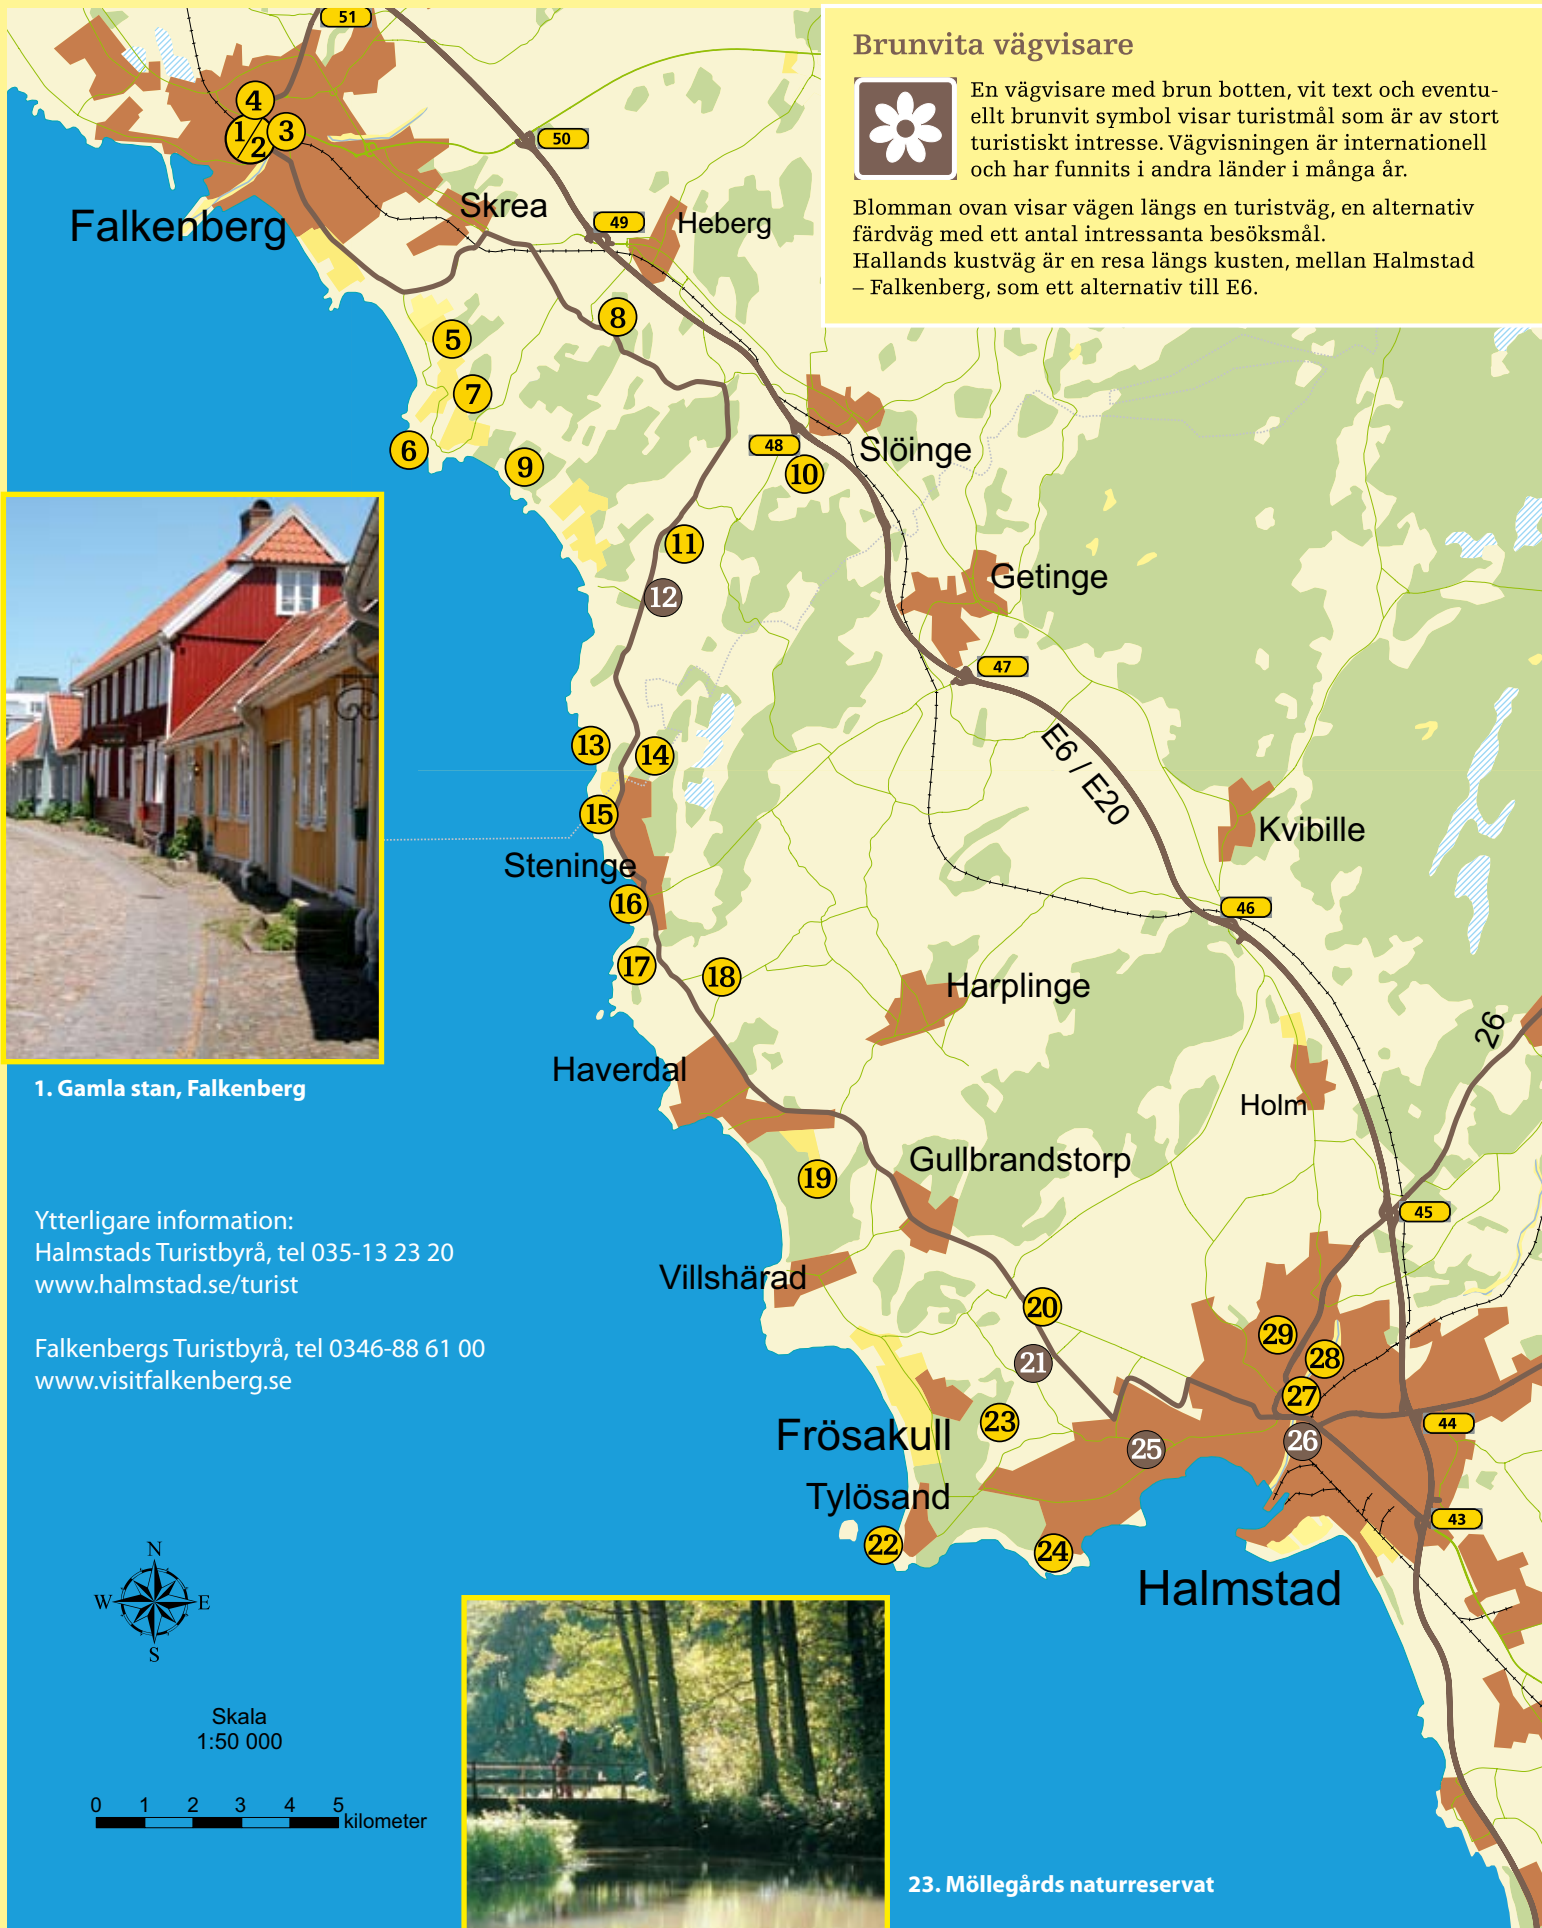 51
Brunvita vägvisare
En vägvisare med brun botten, vit text och eventu-
ellt brunvit symbol visar turistmål som är av stort
turistiskt intresse. Vägvisningen är internationell
och har funnits i andra länder i många år.
Blomman ovan visar vägen längs en turistväg, en alternativ
färdväg med ett antal intressanta besöksmål.
Hallands kustväg är en resa längs kusten, mellan Halmstad
– Falkenberg, som ett alternativ till E6.
4
1/2
3
50
Skrea
49
Heberg
Falkenberg
8
5
7
6
9
48
10
Slöinge
11
12
Getinge
47
E6 / E20
13
14
15
Kvibille
Steninge
16
46
17
18
Harplinge
26
Haverdal
Holm
1. Gamla stan, Falkenberg
Gullbrandstorp
19
45
Ytterligare information:
Halmstads Turistbyrå, tel 035-13 23 20
www.halmstad.se/turist
Villshärad
20
29
28
21
27
Falkenbergs Turistbyrå, tel 0346-88 61 00
www.visitfalkenberg.se
23
44
Frösakull
25
26
Tylösand
43
22
24
Halmstad
N
W
E
S
Skala
1:50 000
0 1 2 3 4 5
kilometer
23. Möllegårds naturreservat